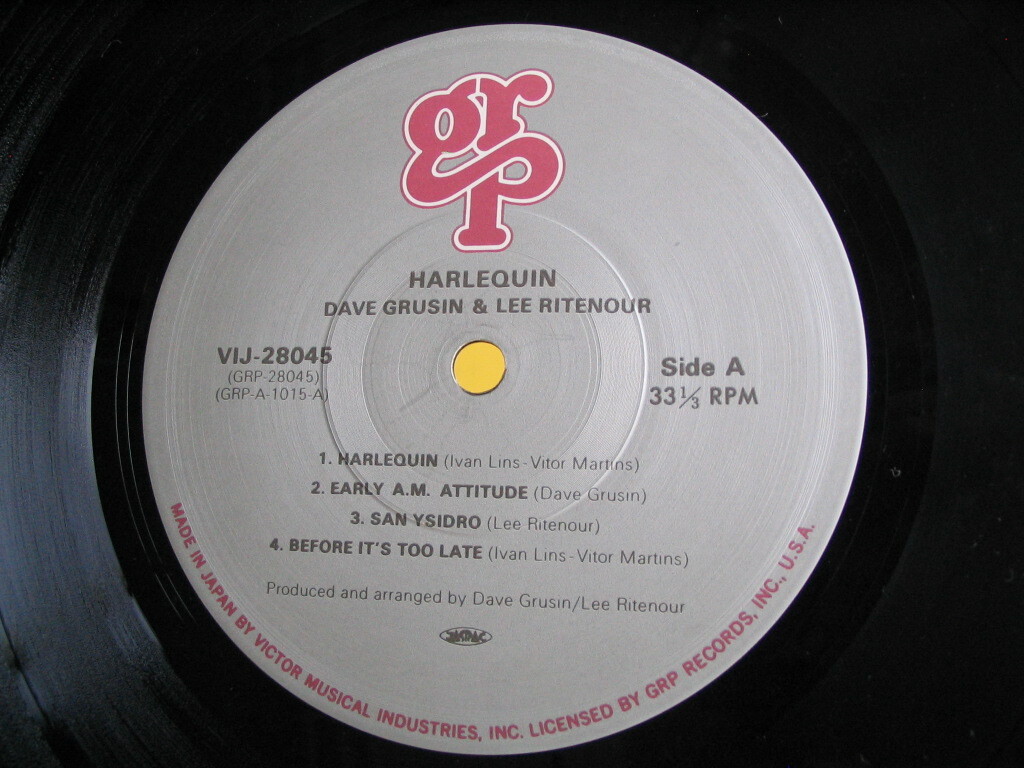 grp
HARLEQUIN
DAVE GRUSIN & LEE RITENOUR
VIJ-28045
(GRP-28045)
(GRP-A-1015-A)
Side A
33⅓ RPM
1. HARLEQUIN (Ivan Lins-Vitor Martins)
2. EARLY A.M. ATTITUDE (Dave Grusin)
3. SAN YSIDRO (Lee Ritenour)
4. BEFORE IT'S TOO LATE (Ivan Lins-Vitor Martins)
Produced and arranged by Dave Grusin/Lee Ritenour
MADE IN JAPAN BY VICTOR MUSICAL INDUSTRIES, INC. LICENSED BY GRP RECORDS, INC., U.S.A.